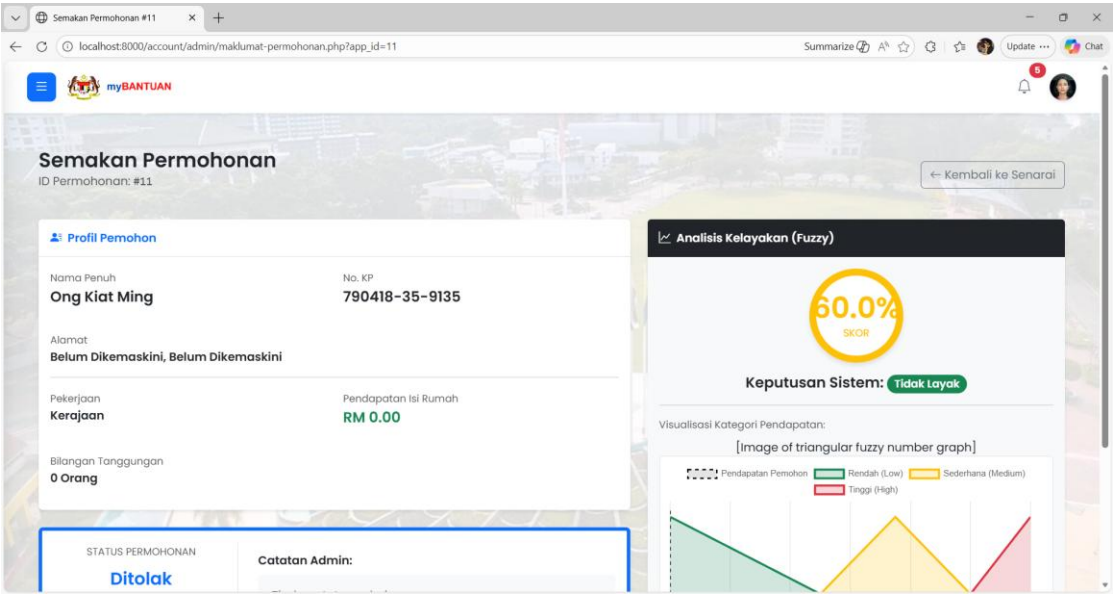 Semakan Permohonan #11
localhost:8000/account/admin/maklumat-permohonan.php?app_id=11
Summarize
Update
Chat
myBANTUAN
5
Semakan Permohonan
ID Permohonan: #11
← Kembali ke Senarai
Profil Pemohon
Nama Penuh
No. KP
Ong Kiat Ming
790418-35-9135
Alamat
Belum Dikemaskini, Belum Dikemaskini
Pekerjaan
Pendapatan Isi Rumah
Kerajaan
RM 0.00
Bilangan Tanggungan
0 Orang
STATUS PERMOHONAN
Ditolak
Catatan Admin:
Analisis Kelayakan (Fuzzy)
60.0%
SKOR
Keputusan Sistem: Tidak Layak
Visualisasi Kategori Pendapatan:
[Image of triangular fuzzy number graph]
Pendapatan Pemohon Rendah (Low) Sederhana (Medium)
Tinggi (High)